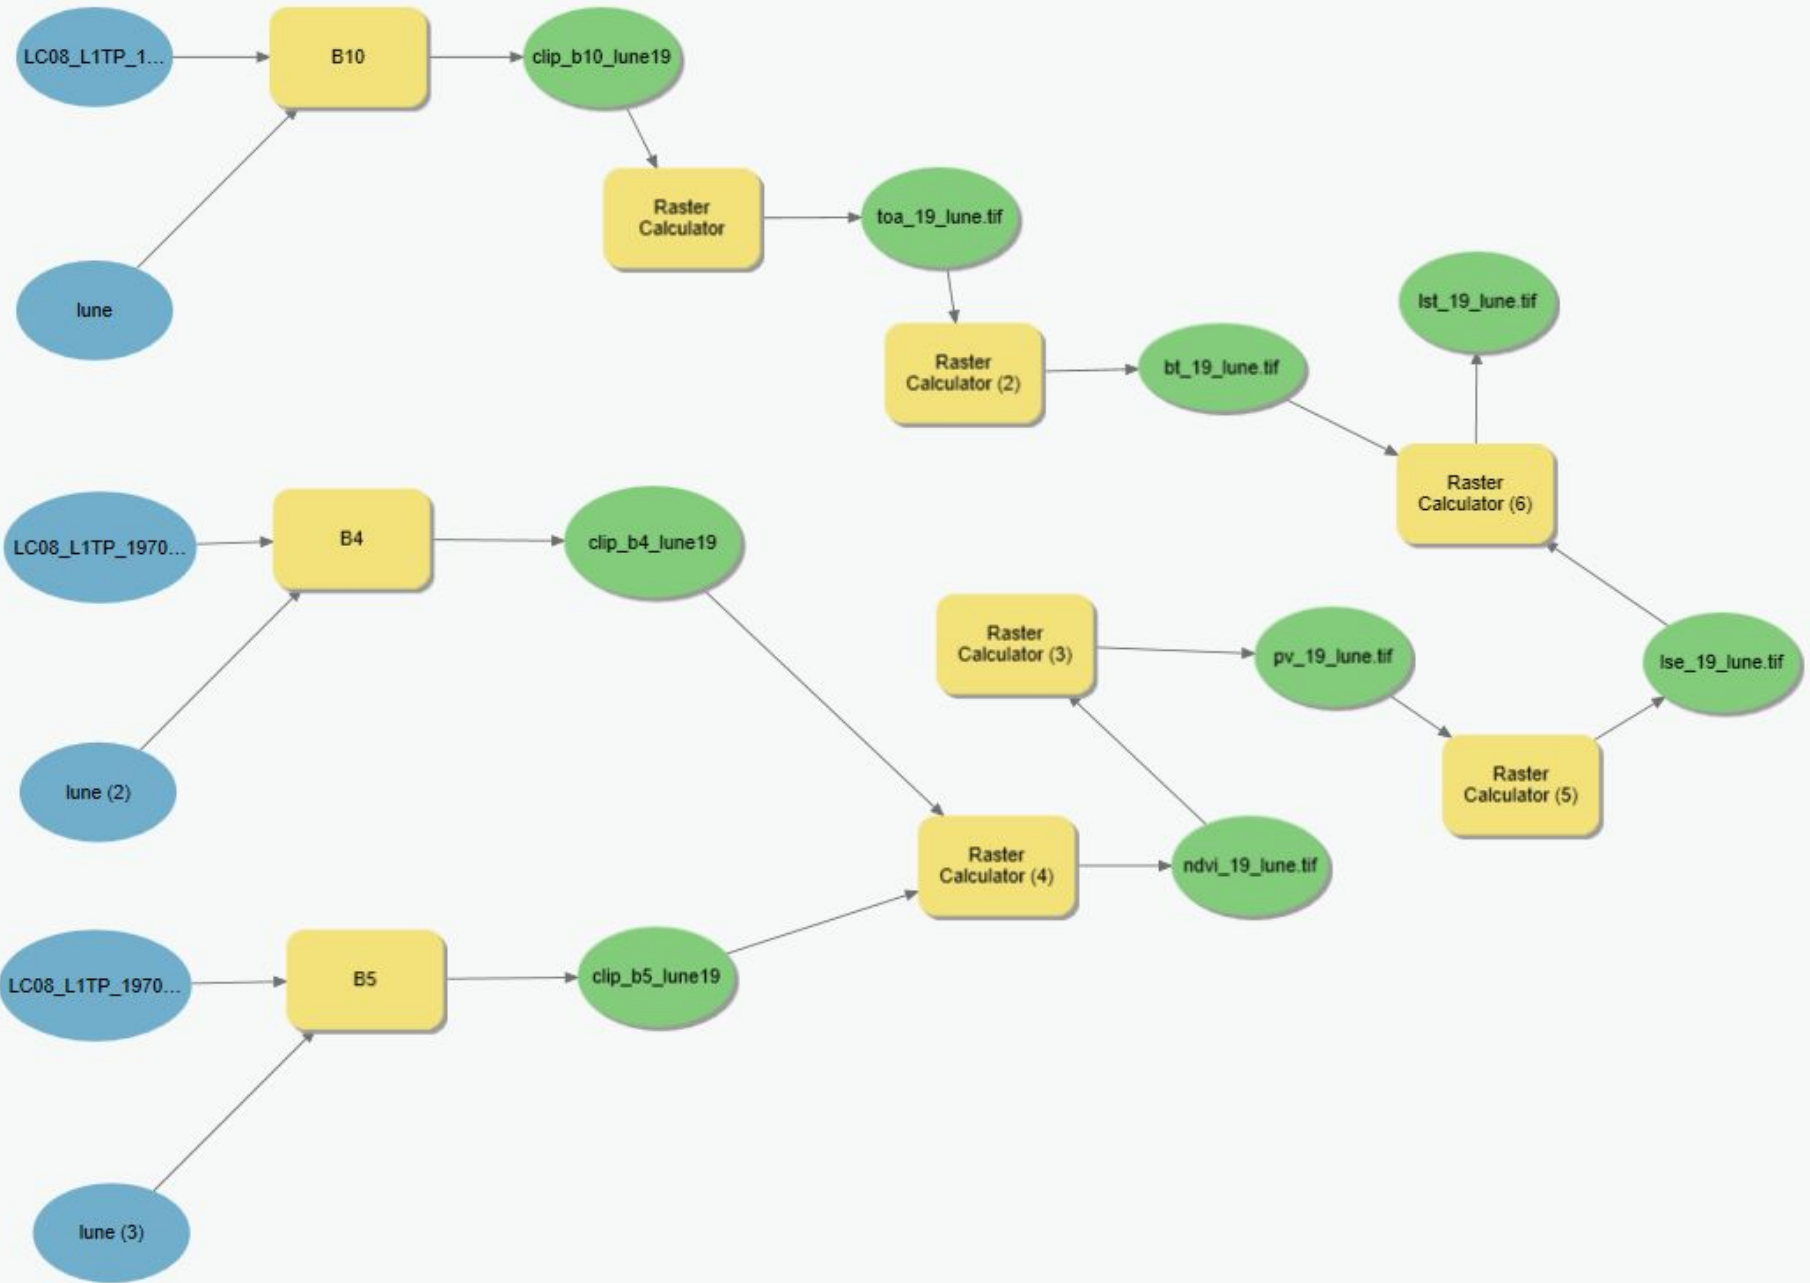 LC08_L1TP_1...
B10
clip_b10_lune19
Raster
Calculator
toa_19_lune.tif
lune
Raster
Calculator (2)
bt_19_lune.tif
lst_19_lune.tif
Raster
Calculator (6)
LC08_L1TP_1970...
B4
clip_b4_lune19
Raster
Calculator (3)
pv_19_lune.tif
lse_19_lune.tif
lune (2)
Raster
Calculator (5)
Raster
Calculator (4)
ndvi_19_lune.tif
LC08_L1TP_1970...
B5
clip_b5_lune19
lune (3)